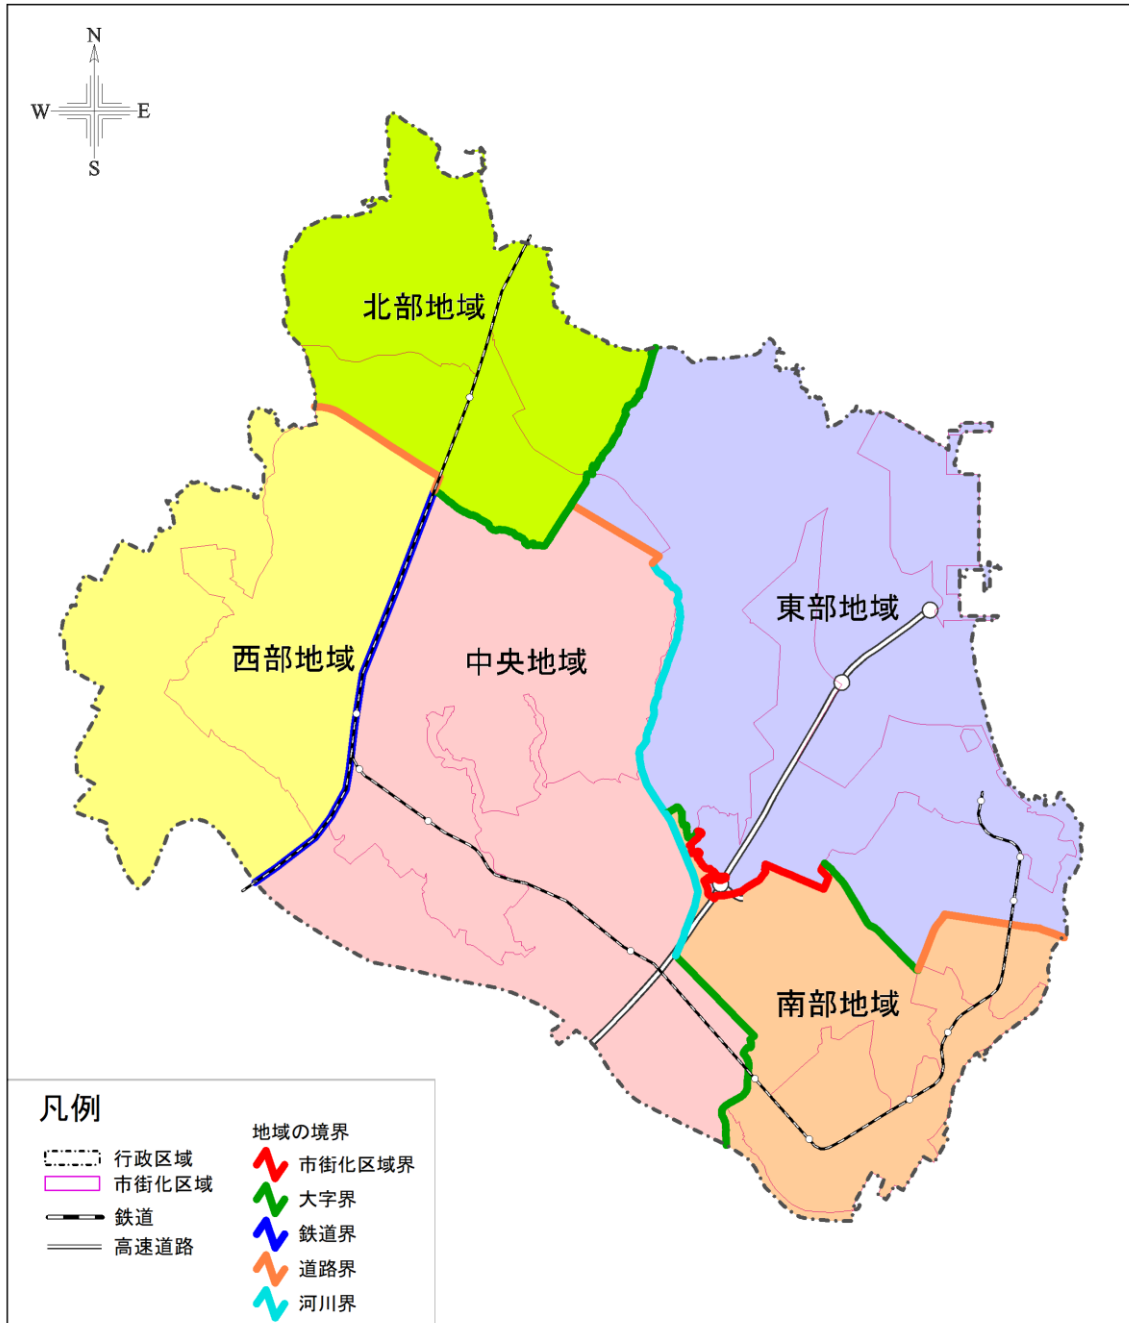 N
W E
S
北部地域
東部地域
西部地域
中央地域
南部地域
凡例
行政区域
市街化区域
鉄道
高速道路
地域の境界
市街化区域界
大字界
鉄道界
道路界
河川界